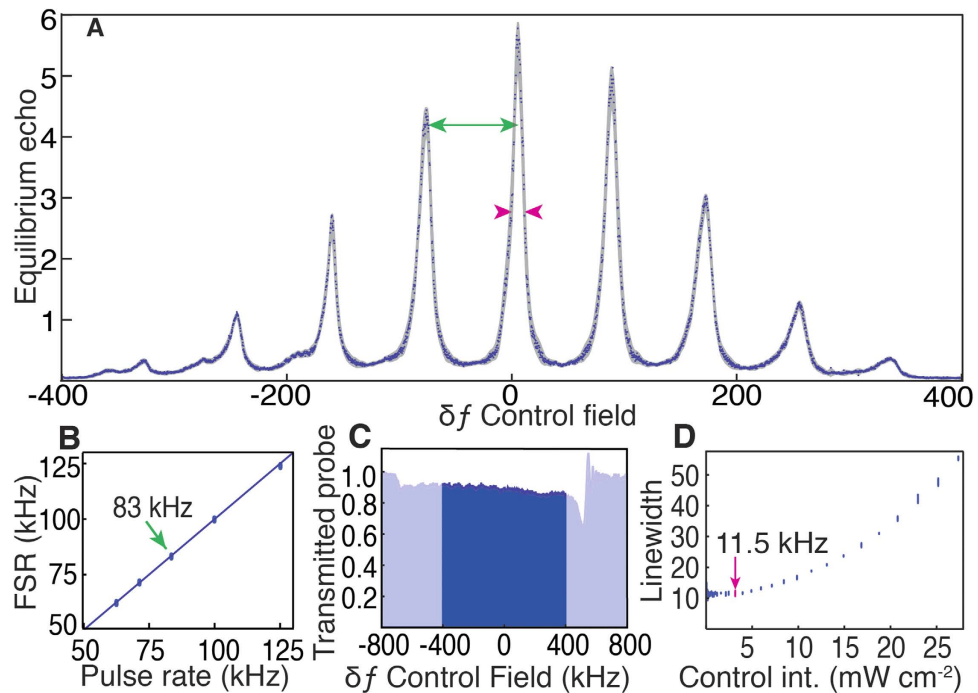 A
Equilibrium echo
6
5
4
3
2
1
-400
-200
0
200
400
δf Control field
B
FSR (kHz)
125
100
75
50
83 kHz
50
75
100
125
Pulse rate (kHz)
C
Transmitted probe
1.0
0.8
0.6
0.4
0.2
-800
-400
0
400
800
δf Control Field (kHz)
D
Linewidth
50
40
30
20
10
11.5 kHz
5
10
15
20
25
Control int. (mW cm⁻²)